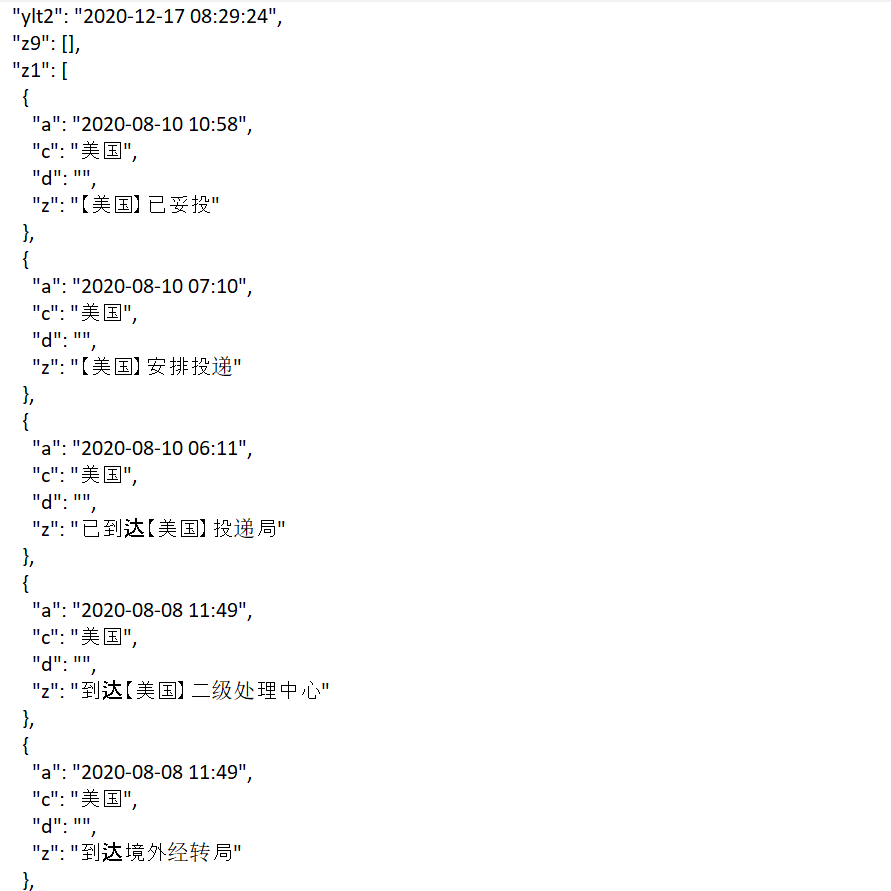 "ylt2": "2020-12-17 08:29:24",
"z9": [],
"z1": [
{
"a": "2020-08-10 10:58",
"c": "美国",
"d": "",
"z": "【美国】已妥投"
},
{
"a": "2020-08-10 07:10",
"c": "美国",
"d": "",
"z": "【美国】安排投递"
},
{
"a": "2020-08-10 06:11",
"c": "美国",
"d": "",
"z": "已到达【美国】投递局"
},
{
"a": "2020-08-08 11:49",
"c": "美国",
"d": "",
"z": "到达【美国】二级处理中心"
},
{
"a": "2020-08-08 11:49",
"c": "美国",
"d": "",
"z": "到达境外经转局"
},